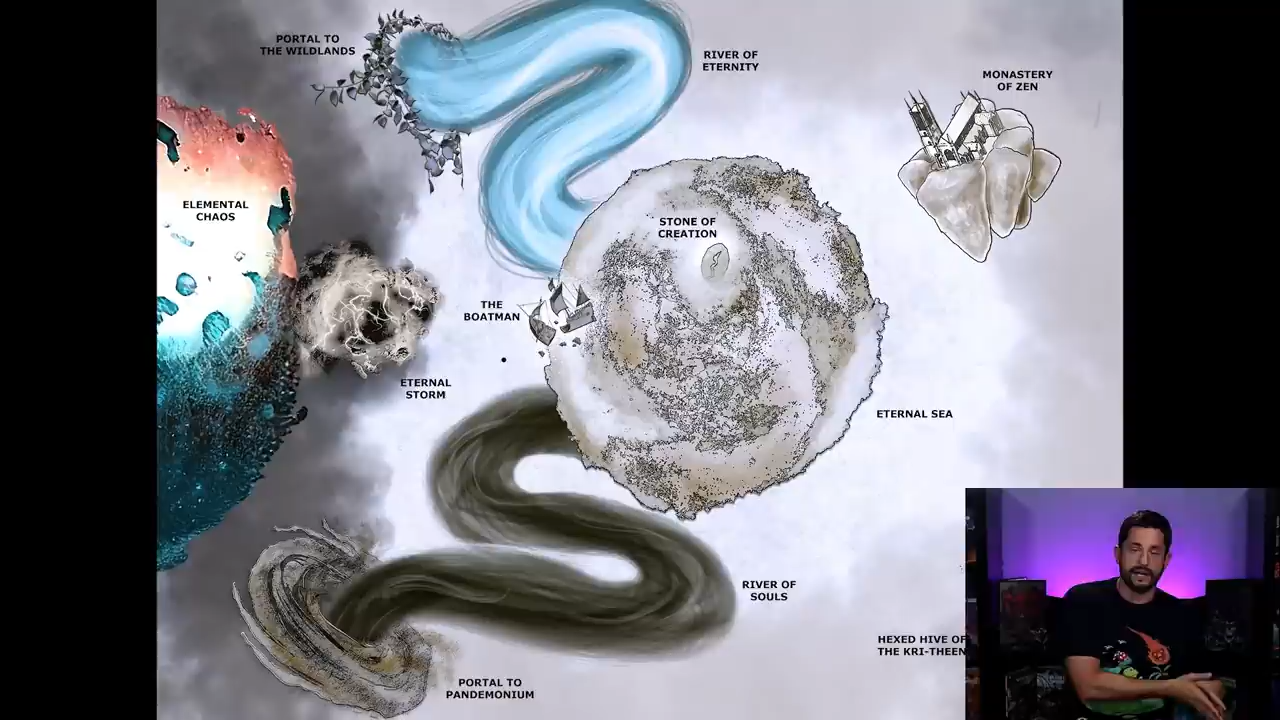 PORTAL TO
THE WILDLANDS
RIVER OF
ETERNITY
MONASTERY
OF ZEN
ELEMENTAL
CHAOS
STONE OF
CREATION
THE
BOATMAN
ETERNAL
STORM
ETERNAL SEA
RIVER OF
SOULS
HEXED HIVE OF
THE KRI-THEEN
PORTAL TO
PANDEMONIUM